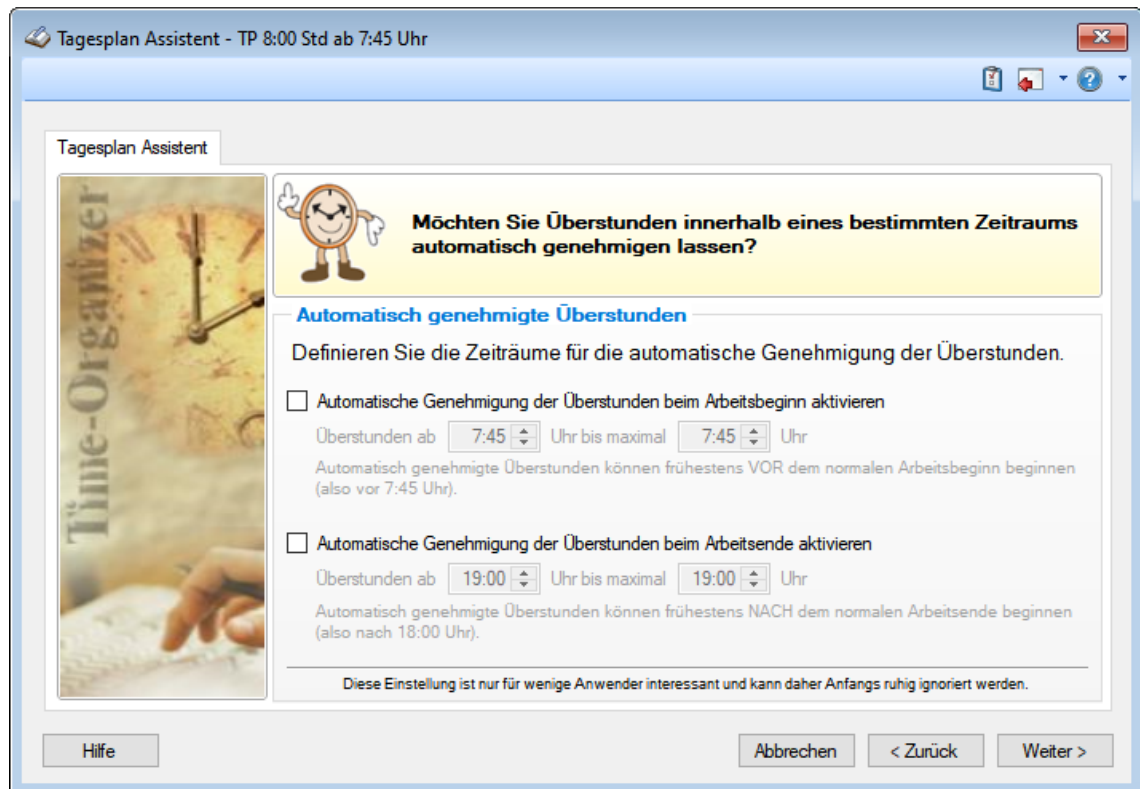 Tagesplan Assistent - TP 8:00 Std ab 7:45 Uhr
Tagesplan Assistent
Time-Organizer
Möchten Sie Überstunden innerhalb eines bestimmten Zeitraums
automatisch genehmigen lassen?
Automatisch genehmigte Überstunden
Definieren Sie die Zeiträume für die automatische Genehmigung der Überstunden.
Automatische Genehmigung der Überstunden beim Arbeitsbeginn aktivieren
Überstunden ab 7:45 Uhr bis maximal 7:45 Uhr
Automatisch genehmigte Überstunden können frühestens VOR dem normalen Arbeitsbeginn beginnen
(also vor 7:45 Uhr).
Automatische Genehmigung der Überstunden beim Arbeitsende aktivieren
Überstunden ab 19:00 Uhr bis maximal 19:00 Uhr
Automatisch genehmigte Überstunden können frühestens NACH dem normalen Arbeitsende beginnen
(also nach 18:00 Uhr).
Diese Einstellung ist nur für wenige Anwender interessant und kann daher Anfangs ruhig ignoriert werden.
Hilfe Abbrechen < Zurück Weiter >